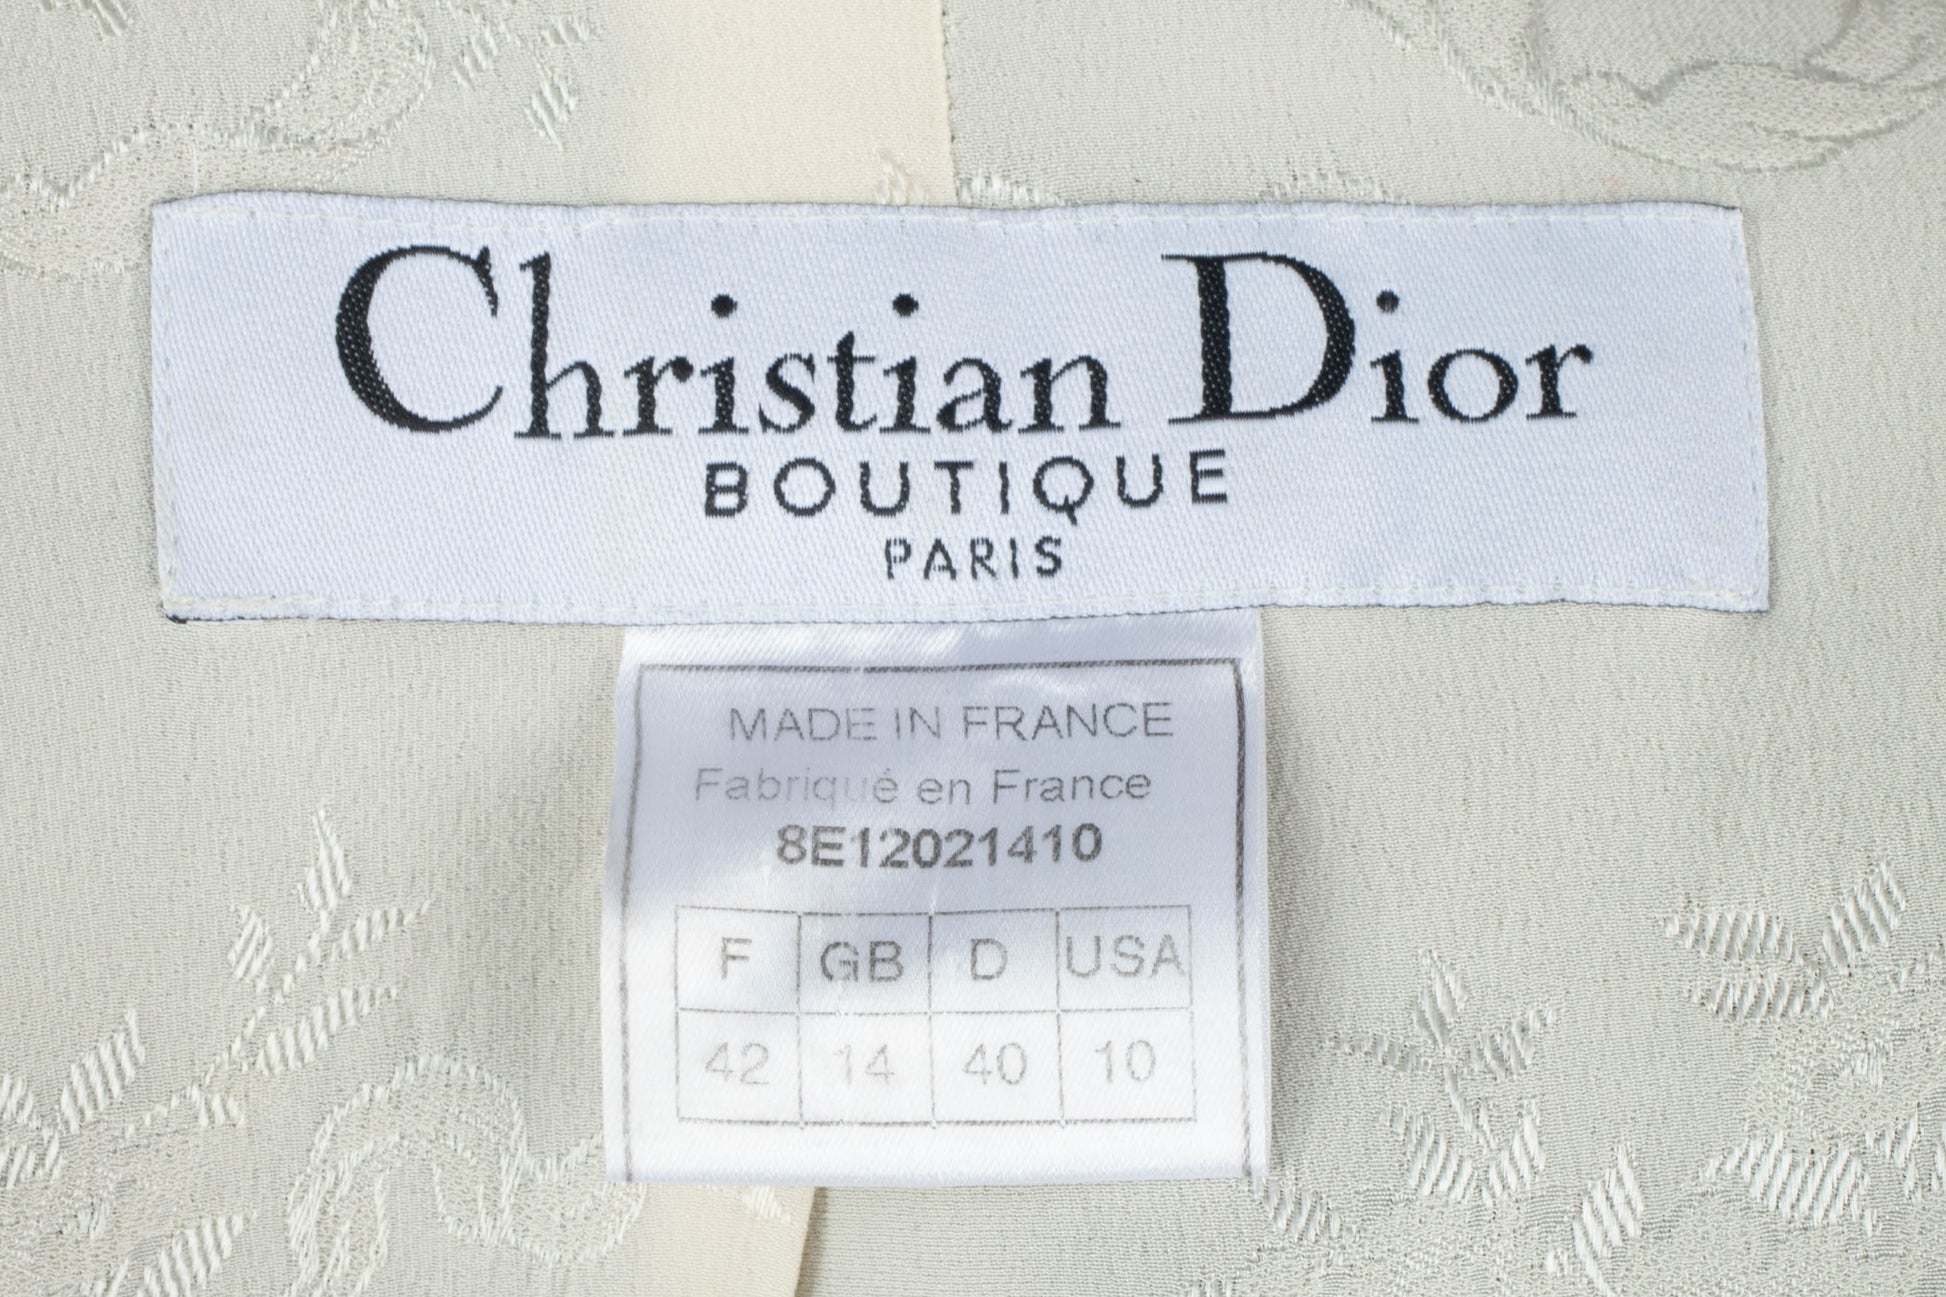 Christian Dior
BOUTIQUE
PARIS
MADE IN FRANCE
Fabriqué en France
8E12021410
F GB D USA
42 14 40 10